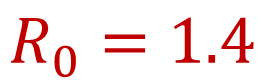 R₀ = 1.4